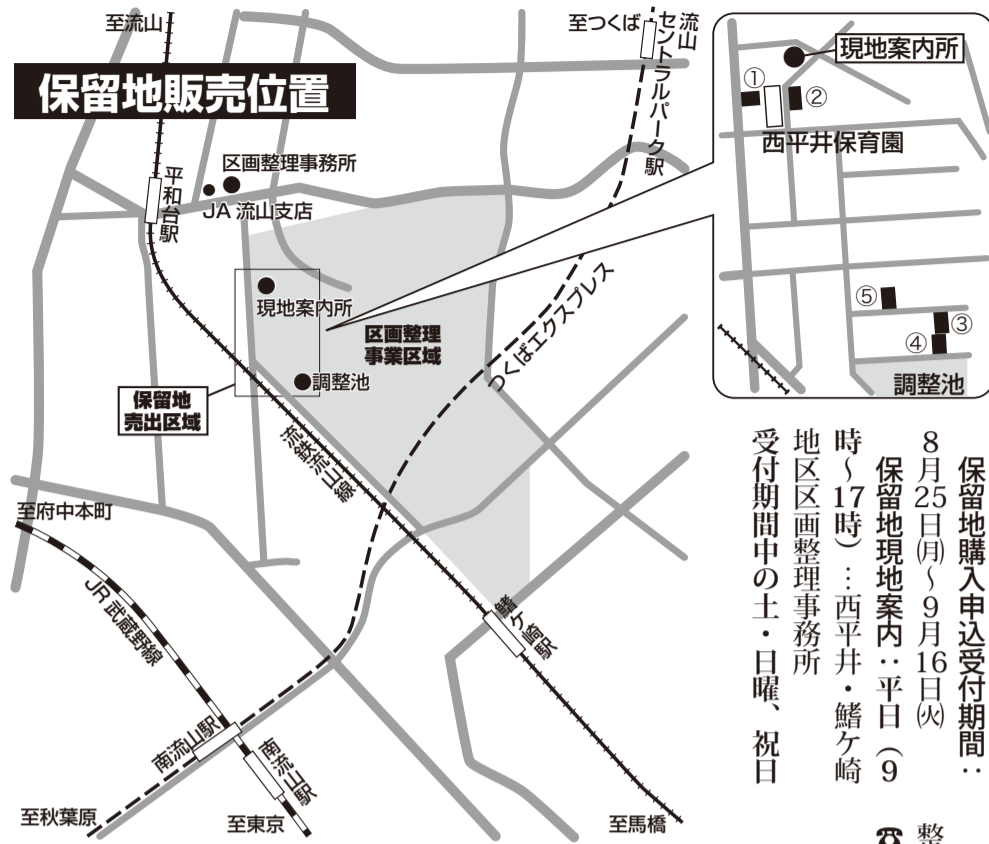 保留地販売位置
至流山
至つくば
流山
セントラルパーク駅
平和台駅
区画整理事務所
JA 流山支店
現地案内所
区画整理
事業区域
調整池
保留地
売出区域
つくばエクスプレス
流鉄流山線
至府中本町
JR 武蔵野線
鰭ケ崎駅
南流山駅
南流山駅
至秋葉原
至東京
至馬橋
現地案内所
①
②
西平井保育園
⑤
③
④
調整池
保留地購入申込受付期間：
8月25日㈪～9月16日㈫
保留地現地案内：平日（9
時～17時）…西平井・鰭ケ崎
地区区画整理事務所
受付期間中の土・日曜、祝日
整
☎